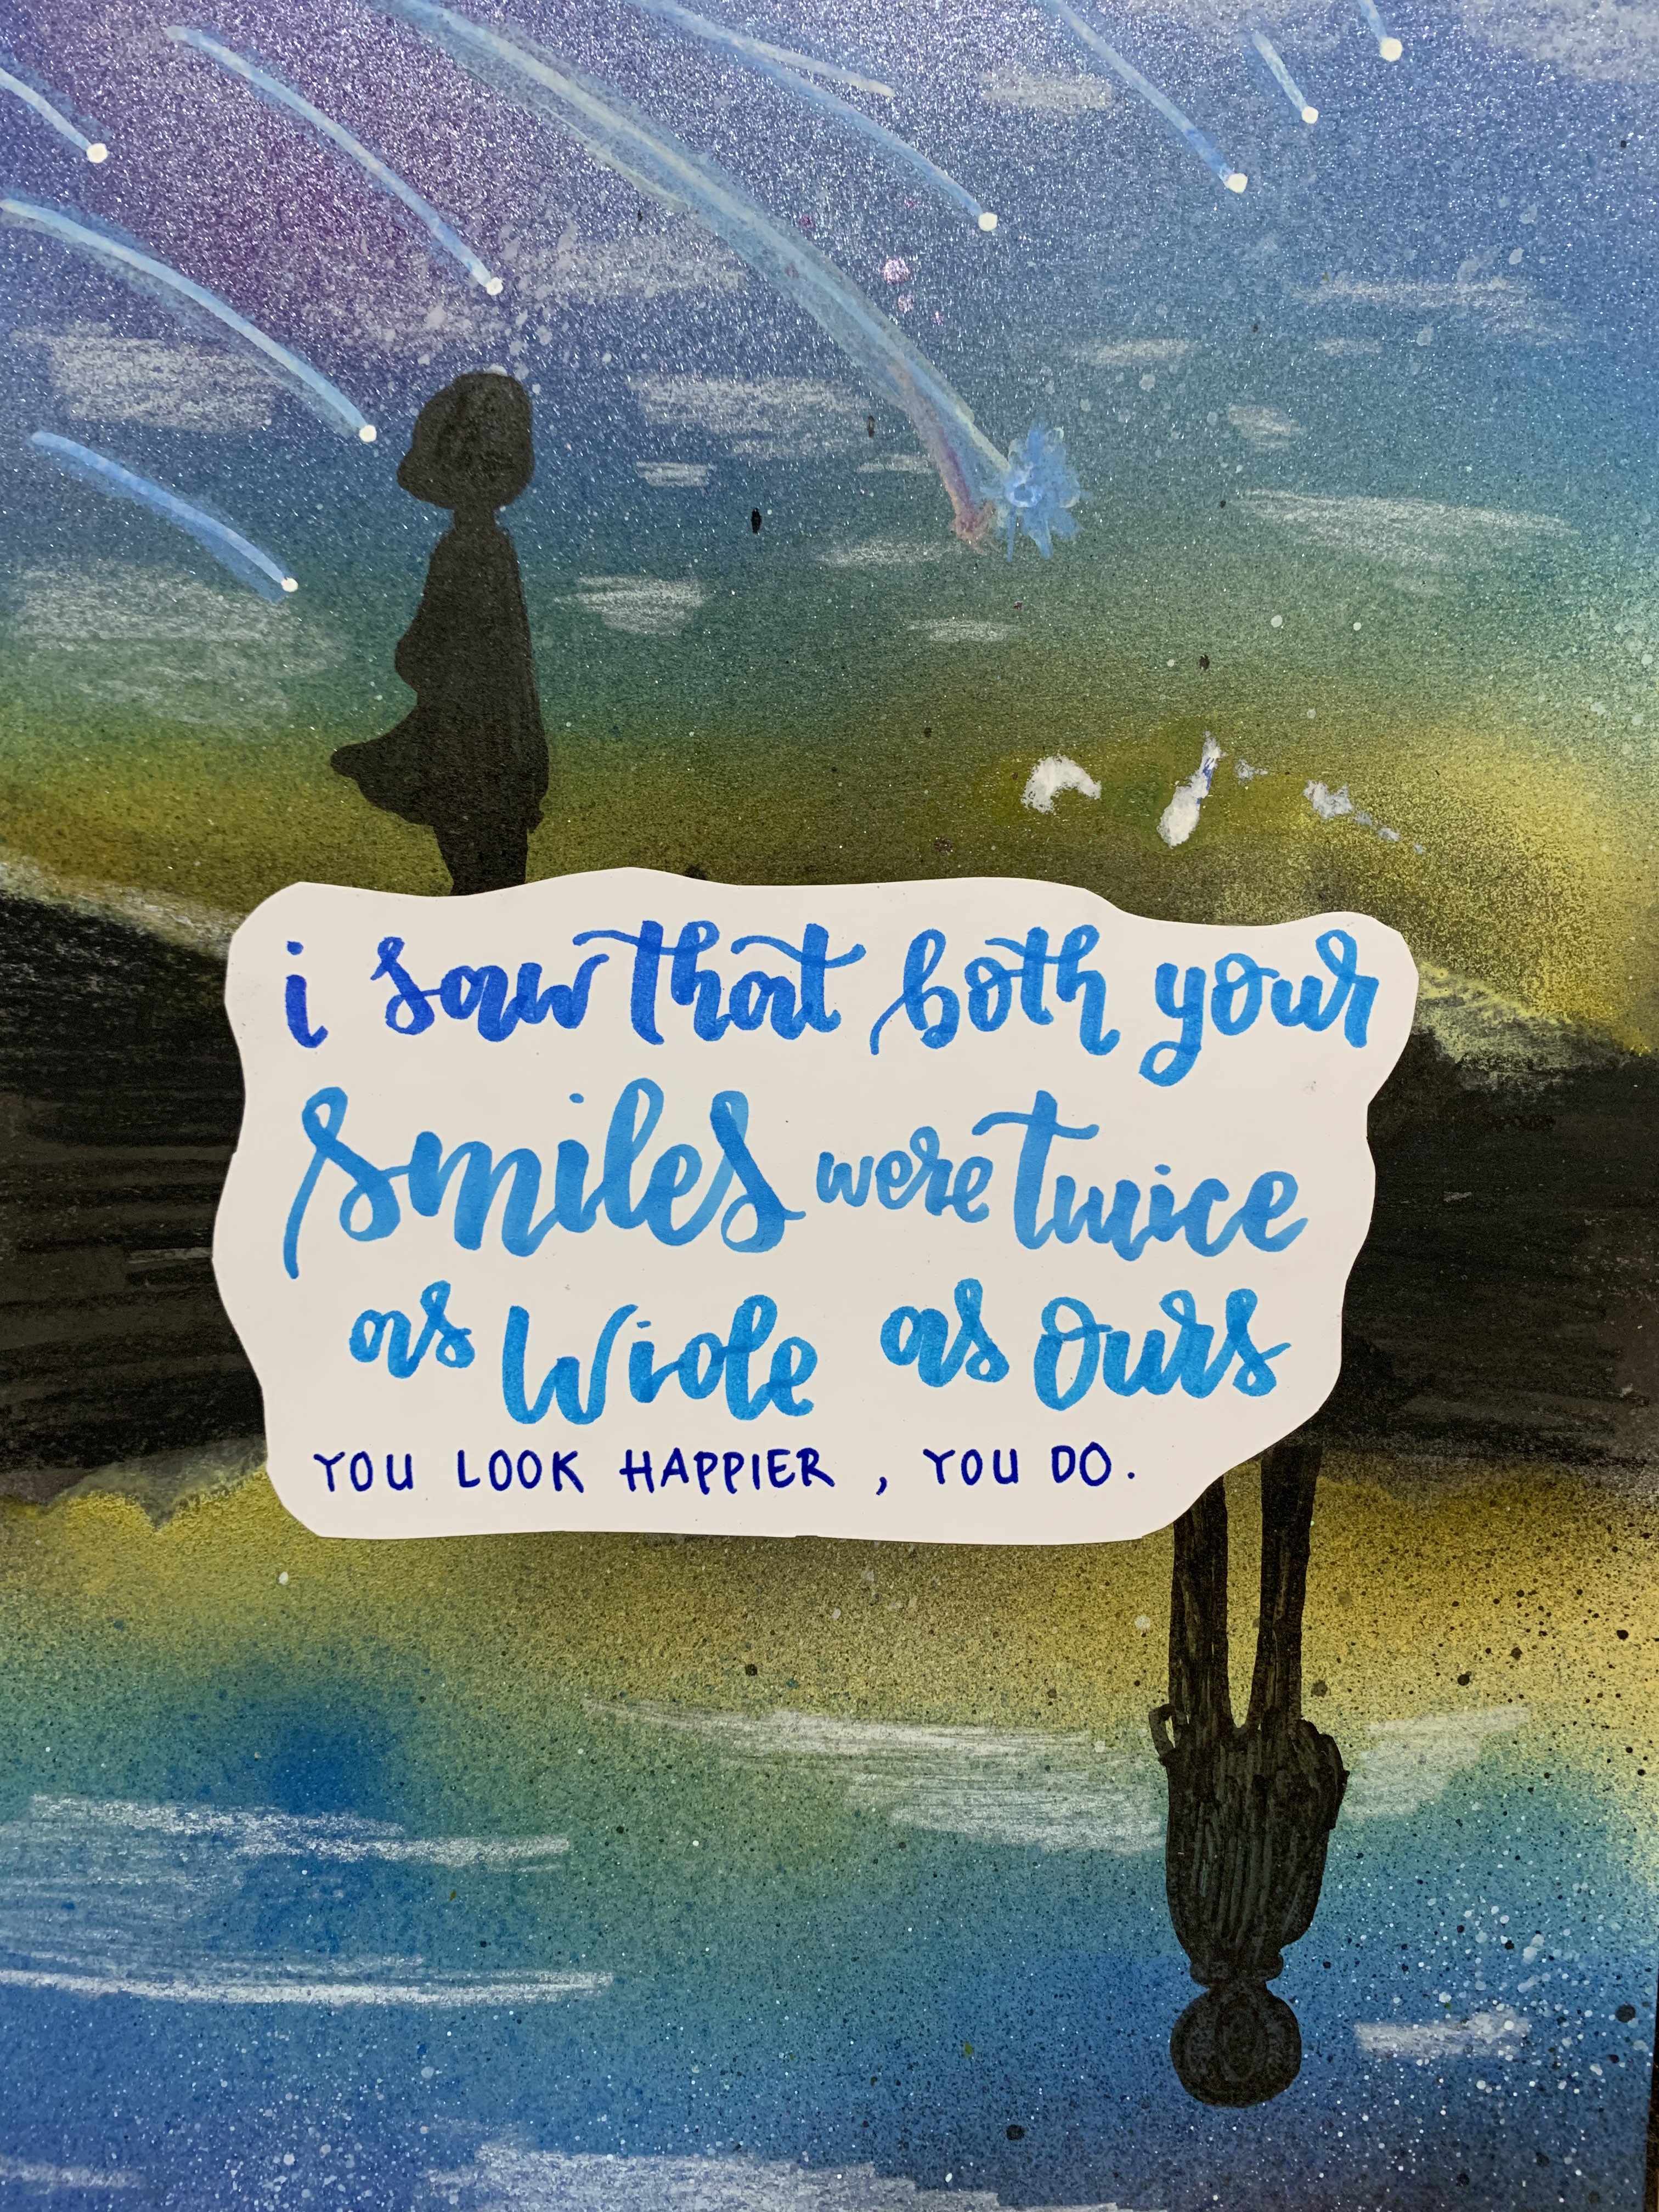 i saw that both your
smiles were twice
as wide as ours
YOU LOOK HAPPIER , YOU DO.